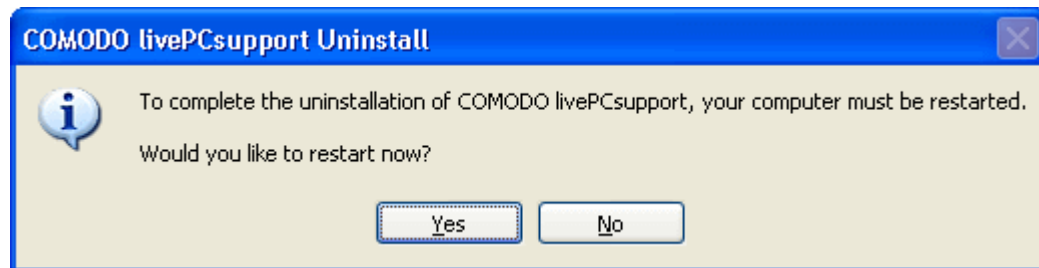 COMODO livePCsupport Uninstall
To complete the uninstallation of COMODO livePCsupport, your computer must be restarted.
Would you like to restart now?
Yes No